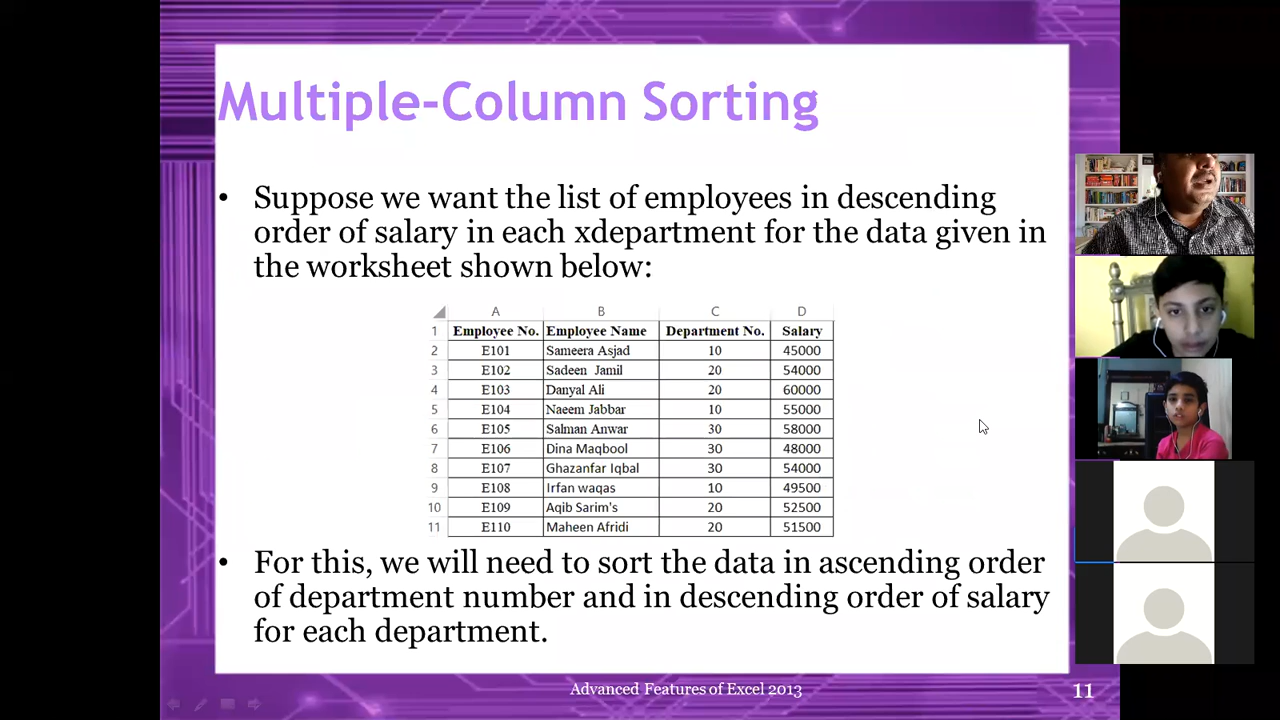 Multiple-Column Sorting
• Suppose we want the list of employees in descending
order of salary in each xdepartment for the data given in
the worksheet shown below:
A B C D
1 Employee No. Employee Name Department No. Salary
2 E101 Sameera Asjad 10 45000
3 E102 Sadeen Jamil 20 54000
4 E103 Danyal Ali 20 60000
5 E104 Naeem Jabbar 10 55000
6 E105 Salman Anwar 30 58000
7 E106 Dina Maqbool 30 48000
8 E107 Ghazanfar Iqbal 30 54000
9 E108 Irfan waqas 10 49500
10 E109 Aqib Sarim's 20 52500
11 E110 Maheen Afridi 20 51500
• For this, we will need to sort the data in ascending order
of department number and in descending order of salary
for each department.
Advanced Features of Excel 2013 11